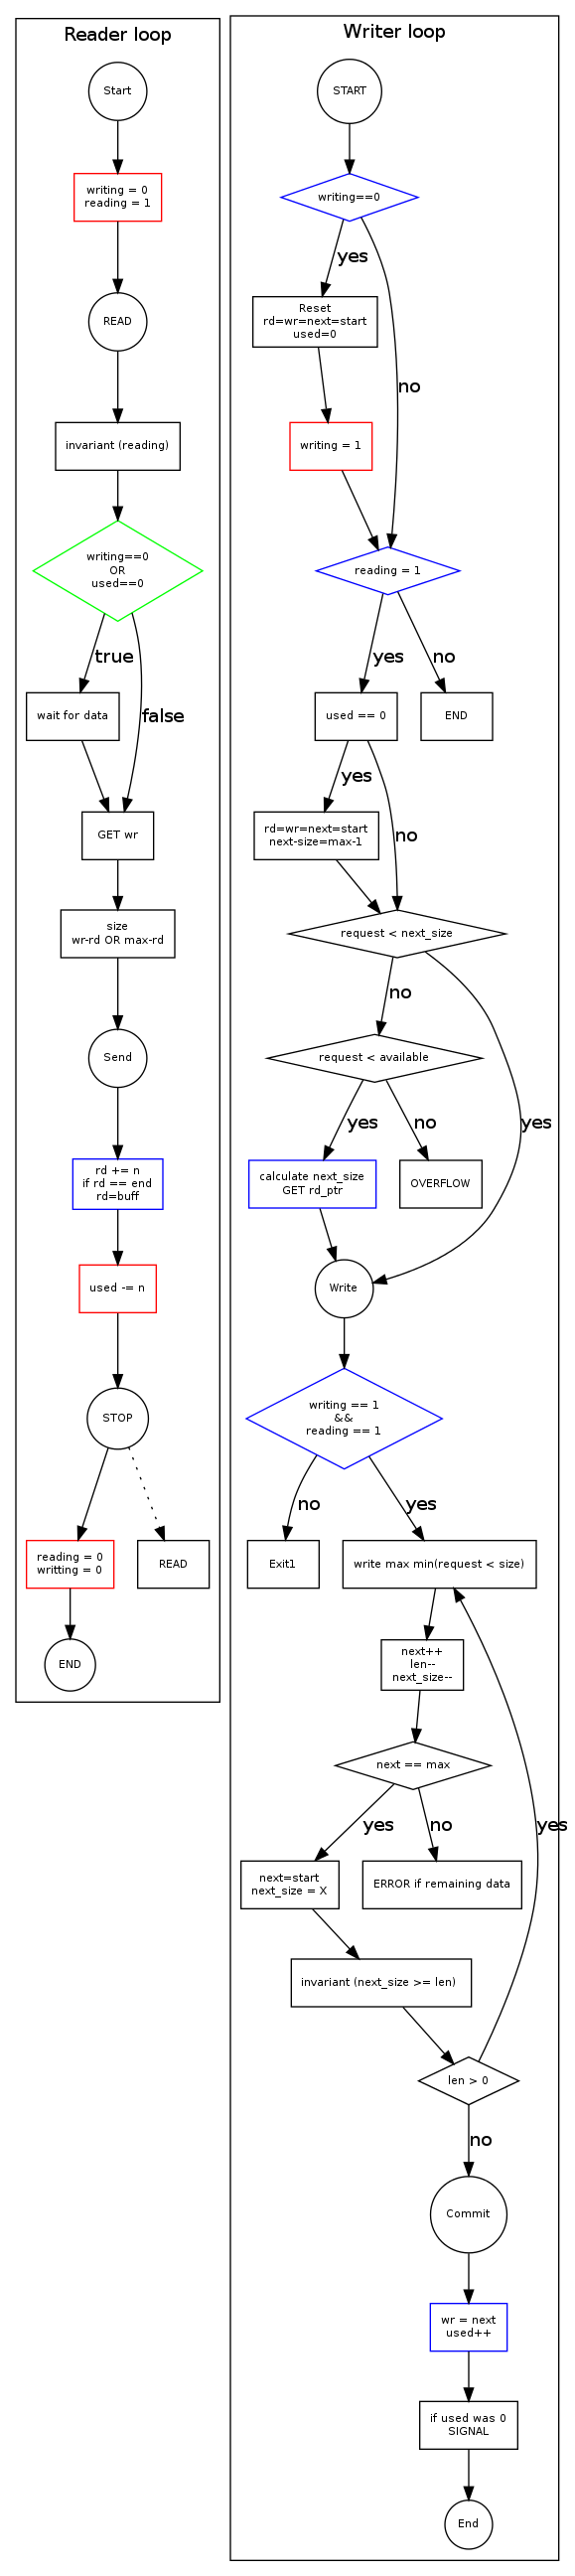 Reader loop
Start
writing = 0
reading = 1
READ
invariant (reading)
writing==0
OR
used==0
true
false
wait for data
GET wr
size
wr-rd OR max-rd
Send
rd += n
if rd == end
rd=buff
used -= n
STOP
reading = 0
writting = 0
READ
END
Writer loop
START
writing==0
yes
no
Reset
rd=wr=next=start
used=0
writing = 1
reading = 1
yes
no
used == 0
END
yes
no
rd=wr=next=start
next-size=max-1
request < next_size
no
yes
request < available
yes
no
calculate next_size
GET rd_ptr
OVERFLOW
Write
writing == 1
&&
reading == 1
no
yes
Exit1
write max min(request < size)
next++
len--
next_size--
next == max
yes
no
yes
next=start
next_size = X
ERROR if remaining data
invariant (next_size >= len)
len > 0
no
Commit
wr = next
used++
if used was 0
SIGNAL
End